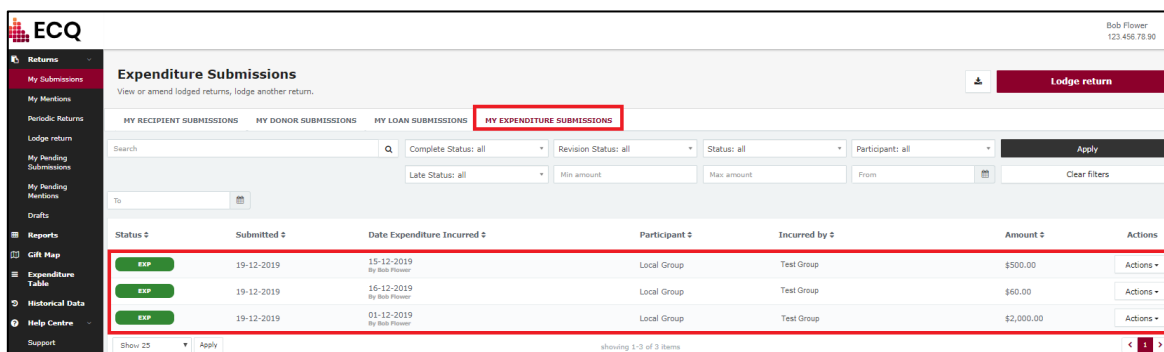 ECQ
Bob Flower
123.456.78.90
Returns
My Submissions
My Mentions
Periodic Returns
Lodge return
My Pending
Submissions
My Pending
Mentions
Drafts
Reports
Gift Map
Expenditure
Table
Historical Data
Help Centre
Support
Expenditure Submissions
View or amend lodged returns, lodge another return.
Lodge return
MY RECIPIENT SUBMISSIONS MY DONOR SUBMISSIONS MY LOAN SUBMISSIONS MY EXPENDITURE SUBMISSIONS
Search Complete Status: all Revision Status: all Status: all Participant: all Apply
Late Status: all Min amount Max amount From Clear filters
To
Status Submitted Date Expenditure Incurred Participant Incurred by Amount Actions
EXP 19-12-2019 15-12-2019 Local Group Test Group $500.00 Actions
By Bob Flower
EXP 19-12-2019 16-12-2019 Local Group Test Group $60.00 Actions
By Bob Flower
EXP 19-12-2019 01-12-2019 Local Group Test Group $2,000.00 Actions
By Bob Flower
Show 25 Apply showing 1-3 of 3 items < 1 >